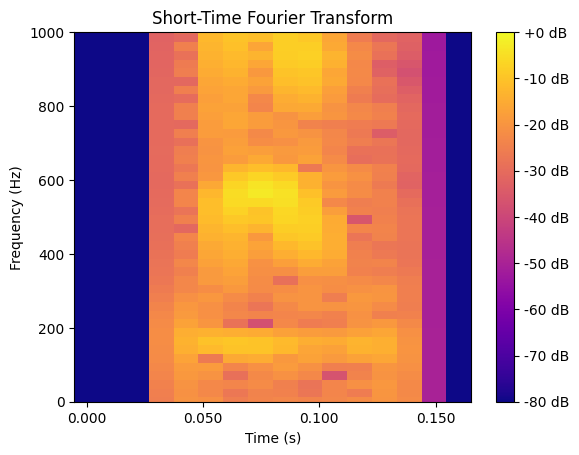 Short-Time Fourier Transform
1000
800
600
400
200
0
Frequency (Hz)
0.000
0.050
0.100
0.150
Time (s)
+0 dB
-10 dB
-20 dB
-30 dB
-40 dB
-50 dB
-60 dB
-70 dB
-80 dB